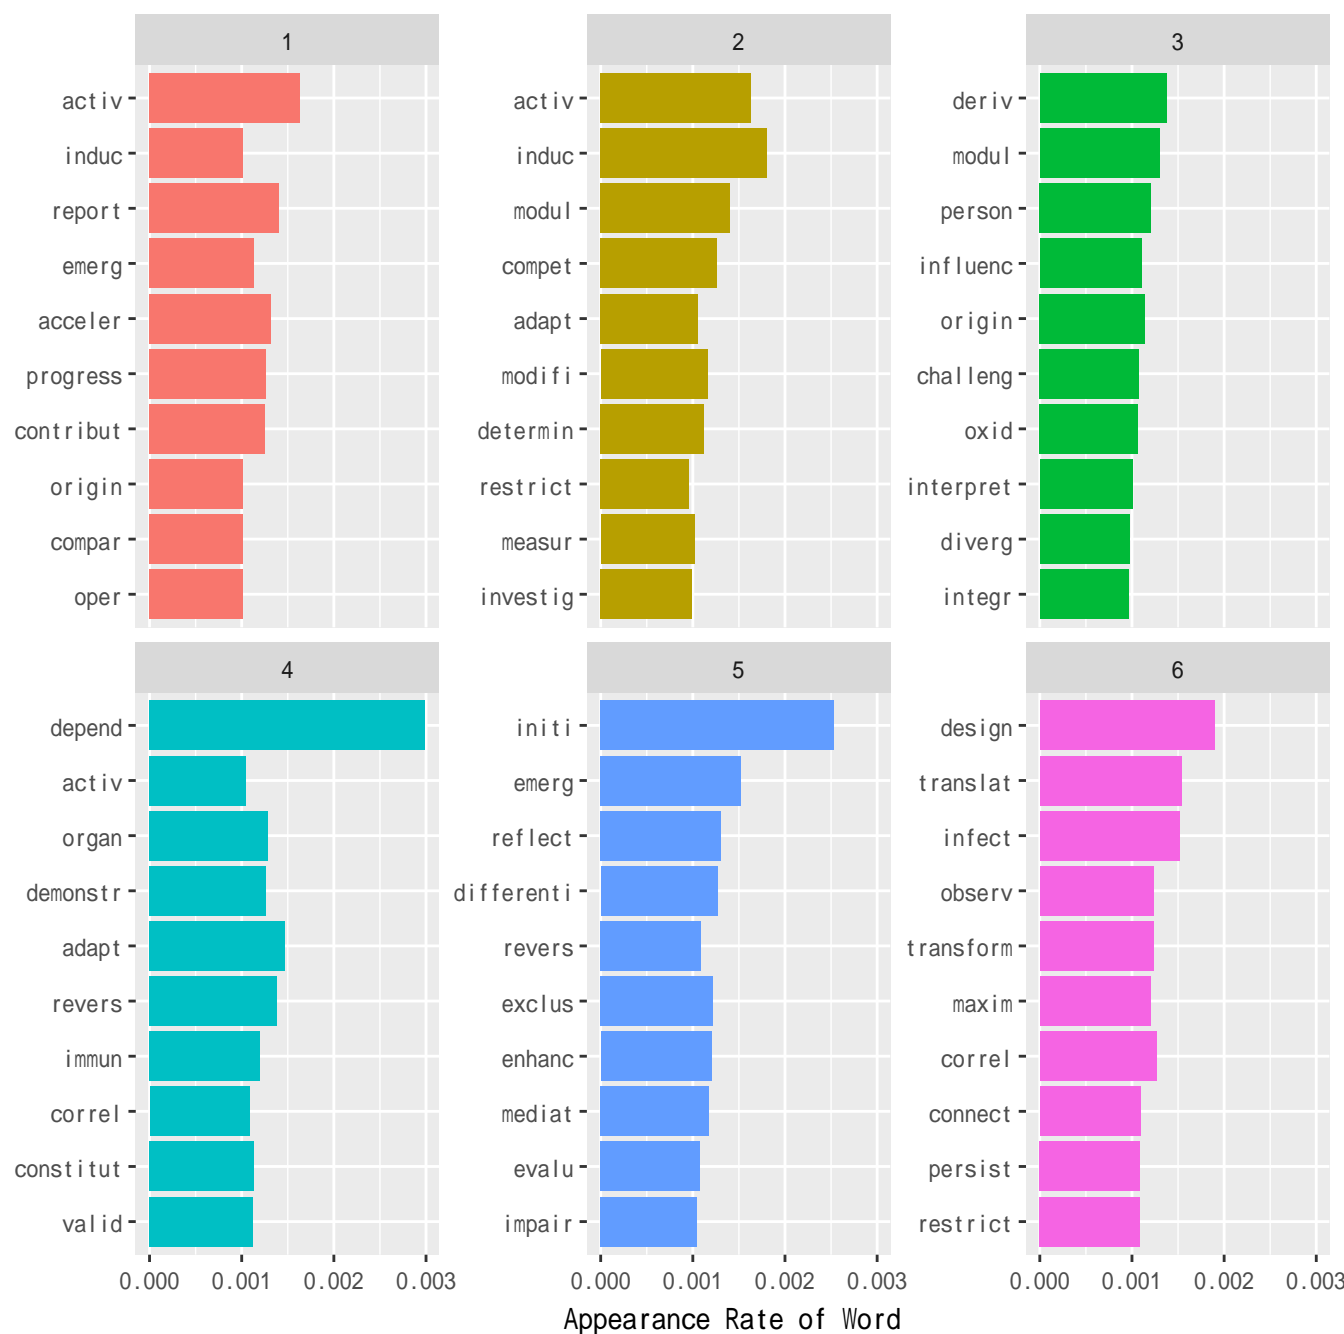 1
activ
induc
report
emerg
acceler
progress
contribut
origin
compar
oper
2
activ
induc
modul
compet
adapt
modifi
determin
restrict
measur
investig
3
deriv
modul
person
influenc
origin
challeng
oxid
interpret
diverg
integr
4
depend
activ
organ
demonstr
adapt
revers
immun
correl
constitut
valid
0.000 0.001 0.002 0.003
5
initi
emerg
reflect
differenti
revers
exclus
enhanc
mediat
evalu
impair
0.000 0.001 0.002 0.003
6
design
translat
infect
observ
transform
maxim
correl
connect
persist
restrict
0.000 0.001 0.002 0.003
Appearance Rate of Word